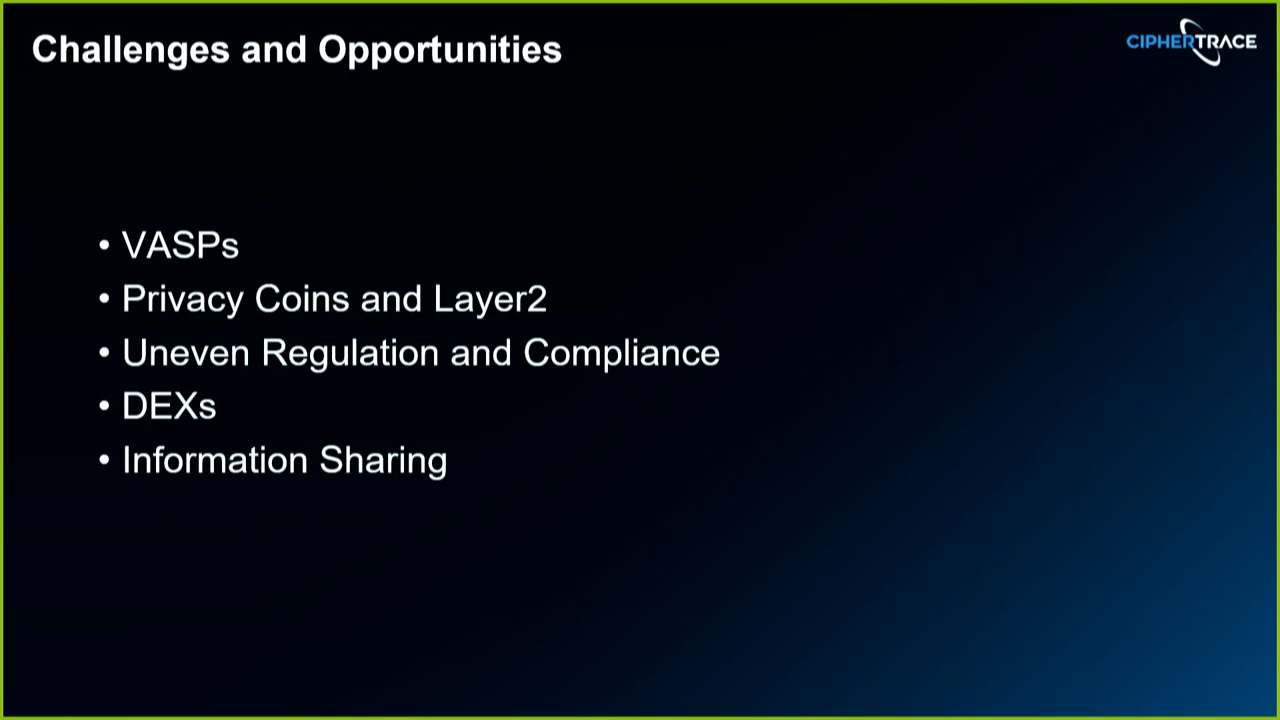 Challenges and Opportunities
CIPHERTRACE
• VASPs
• Privacy Coins and Layer2
• Uneven Regulation and Compliance
• DEXs
• Information Sharing